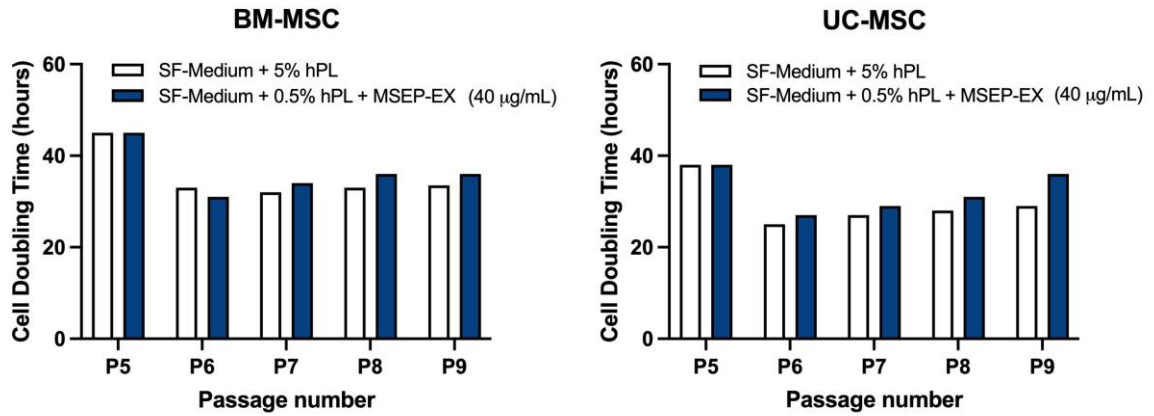 BM-MSC
60
40
20
0
Cell Doubling Time (hours)
SF-Medium + 5% hPL
SF-Medium + 0.5% hPL + MSEP-EX (40 µg/mL)
P5 P6 P7 P8 P9
Passage number
UC-MSC
60
40
20
0
Cell Doubling Time (hours)
SF-Medium + 5% hPL
SF-Medium + 0.5% hPL + MSEP-EX (40 µg/mL)
P5 P6 P7 P8 P9
Passage number